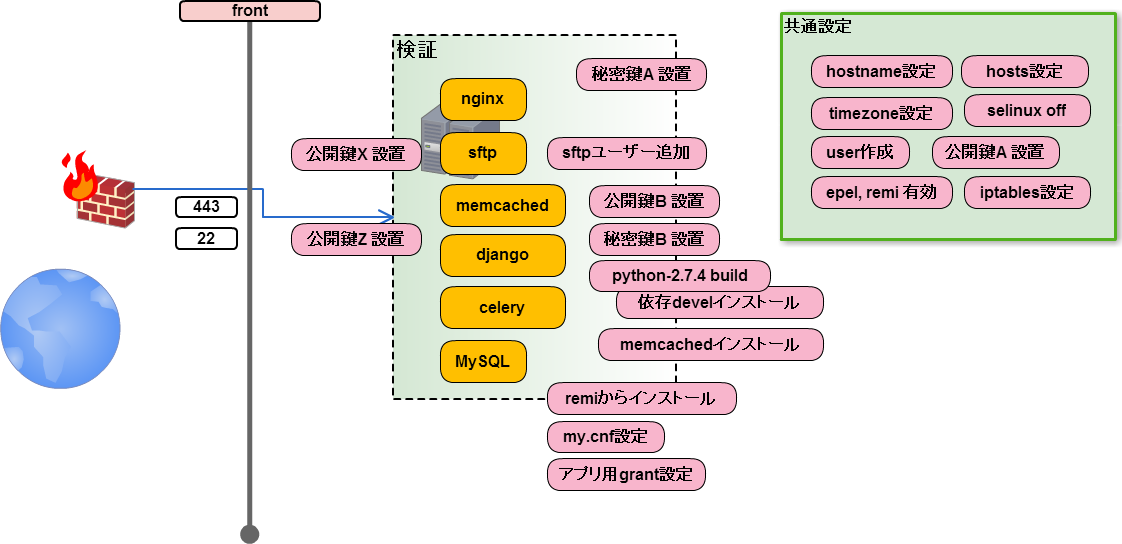 front
検証
共通設定
秘密鍵A 設置
hostname設定
hosts設定
nginx
timezone設定
selinux off
公開鍵X 設置
sftp
sftpユーザー追加
user作成
公開鍵A 設置
443
memcached
公開鍵B 設置
epel, remi 有効
iptables設定
22
公開鍵Z 設置
django
秘密鍵B 設置
python-2.7.4 build
celery
依存develインストール
memcachedインストール
MySQL
remiからインストール
my.cnf設定
アプリ用grant設定